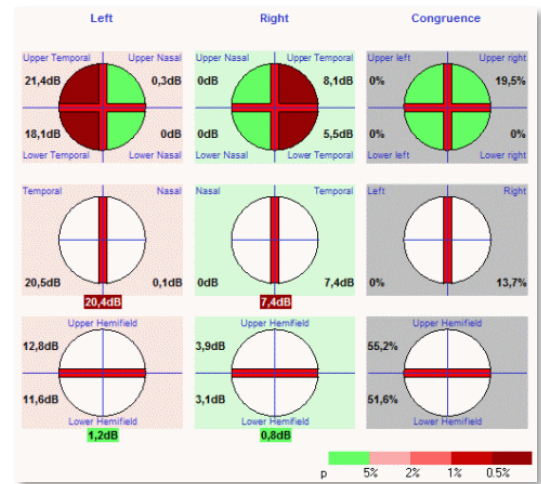 Left Right Congruence
Upper Temporal Upper Nasal Upper Nasal Upper Temporal Upper left Upper right
21,4dB 0,3dB 0dB 8,1dB 0% 19,5%
18,1dB 0dB 0dB 5,5dB 0% 0%
Lower Temporal Lower Nasal Lower Nasal Lower Temporal Lower left Lower right
Temporal Nasal Nasal Temporal Left Right
20,5dB 0,1dB 0dB 7,4dB 0% 13,7%
20,4dB 7,4dB
Upper Hemifield Upper Hemifield Upper Hemifield
12,8dB 3,9dB 55,2%
11,6dB 3,1dB 51,6%
Lower Hemifield Lower Hemifield Lower Hemifield
1,2dB 0,8dB
p 5% 2% 1% 0.5%